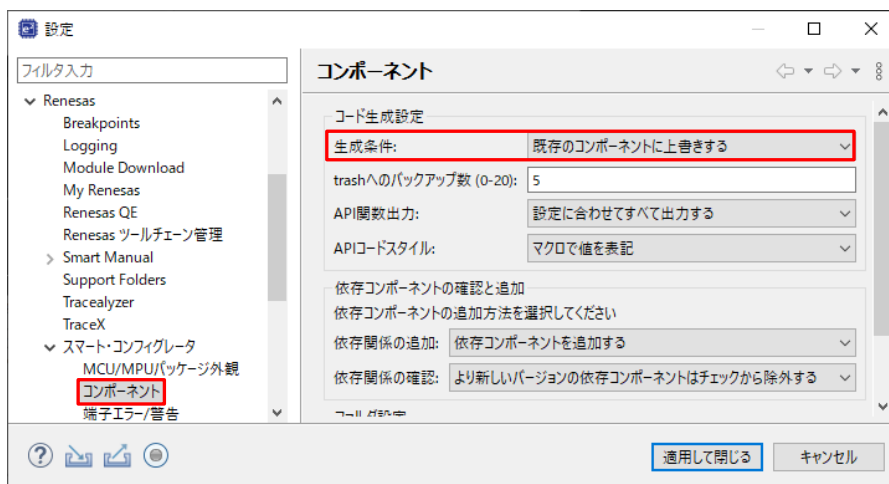 設定
フィルタ入力
Renesas
Breakpoints
Logging
Module Download
My Renesas
Renesas QE
Renesas ツールチェーン管理
Smart Manual
Support Folders
Tracealyzer
TraceX
スマート・コンフィグレータ
MCU/MPUパッケージ外観
コンポーネント
端子エラー/警告
コンポーネント
コード生成設定
生成条件: 既存のコンポーネントに上書きする
trashへのバックアップ数 (0-20): 5
API関数出力: 設定に合わせてすべて出力する
APIコードスタイル: マクロで値を表記
依存コンポーネントの確認と追加
依存コンポーネントの追加方法を選択してください
依存関係の追加: 依存コンポーネントを追加する
依存関係の確認: より新しいバージョンの依存コンポーネントはチェックから除外する
適用して閉じる
キャンセル